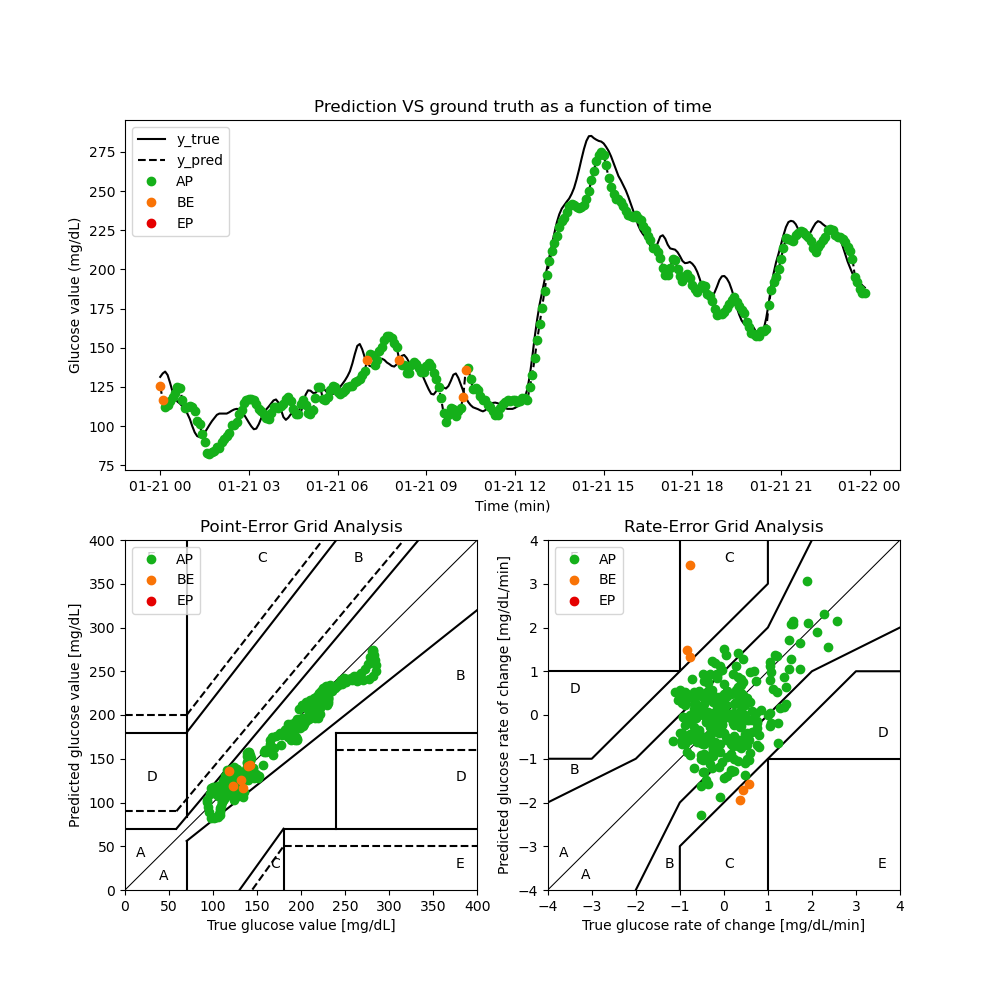 Prediction VS ground truth as a function of time
Glucose value (mg/dL)
275
250
225
200
175
150
125
100
75
y_true
y_pred
AP
BE
EP
01-21 00 01-21 03 01-21 06 01-21 09 01-21 12 01-21 15 01-21 18 01-21 21 01-22 00
Time (min)
Point-Error Grid Analysis
Predicted glucose value [mg/dL]
400
350
300
250
200
150
100
50
0
AP
BE
EP
C
B
B
D
D
A
A
C
E
0 50 100 150 200 250 300 350 400
True glucose value [mg/dL]
Rate-Error Grid Analysis
Predicted glucose rate of change [mg/dL/min]
4
3
2
1
0
−1
−2
−3
−4
AP
BE
EP
C
D
D
B
A
A
B
C
E
−4 −3 −2 −1 0 1 2 3 4
True glucose rate of change [mg/dL/min]